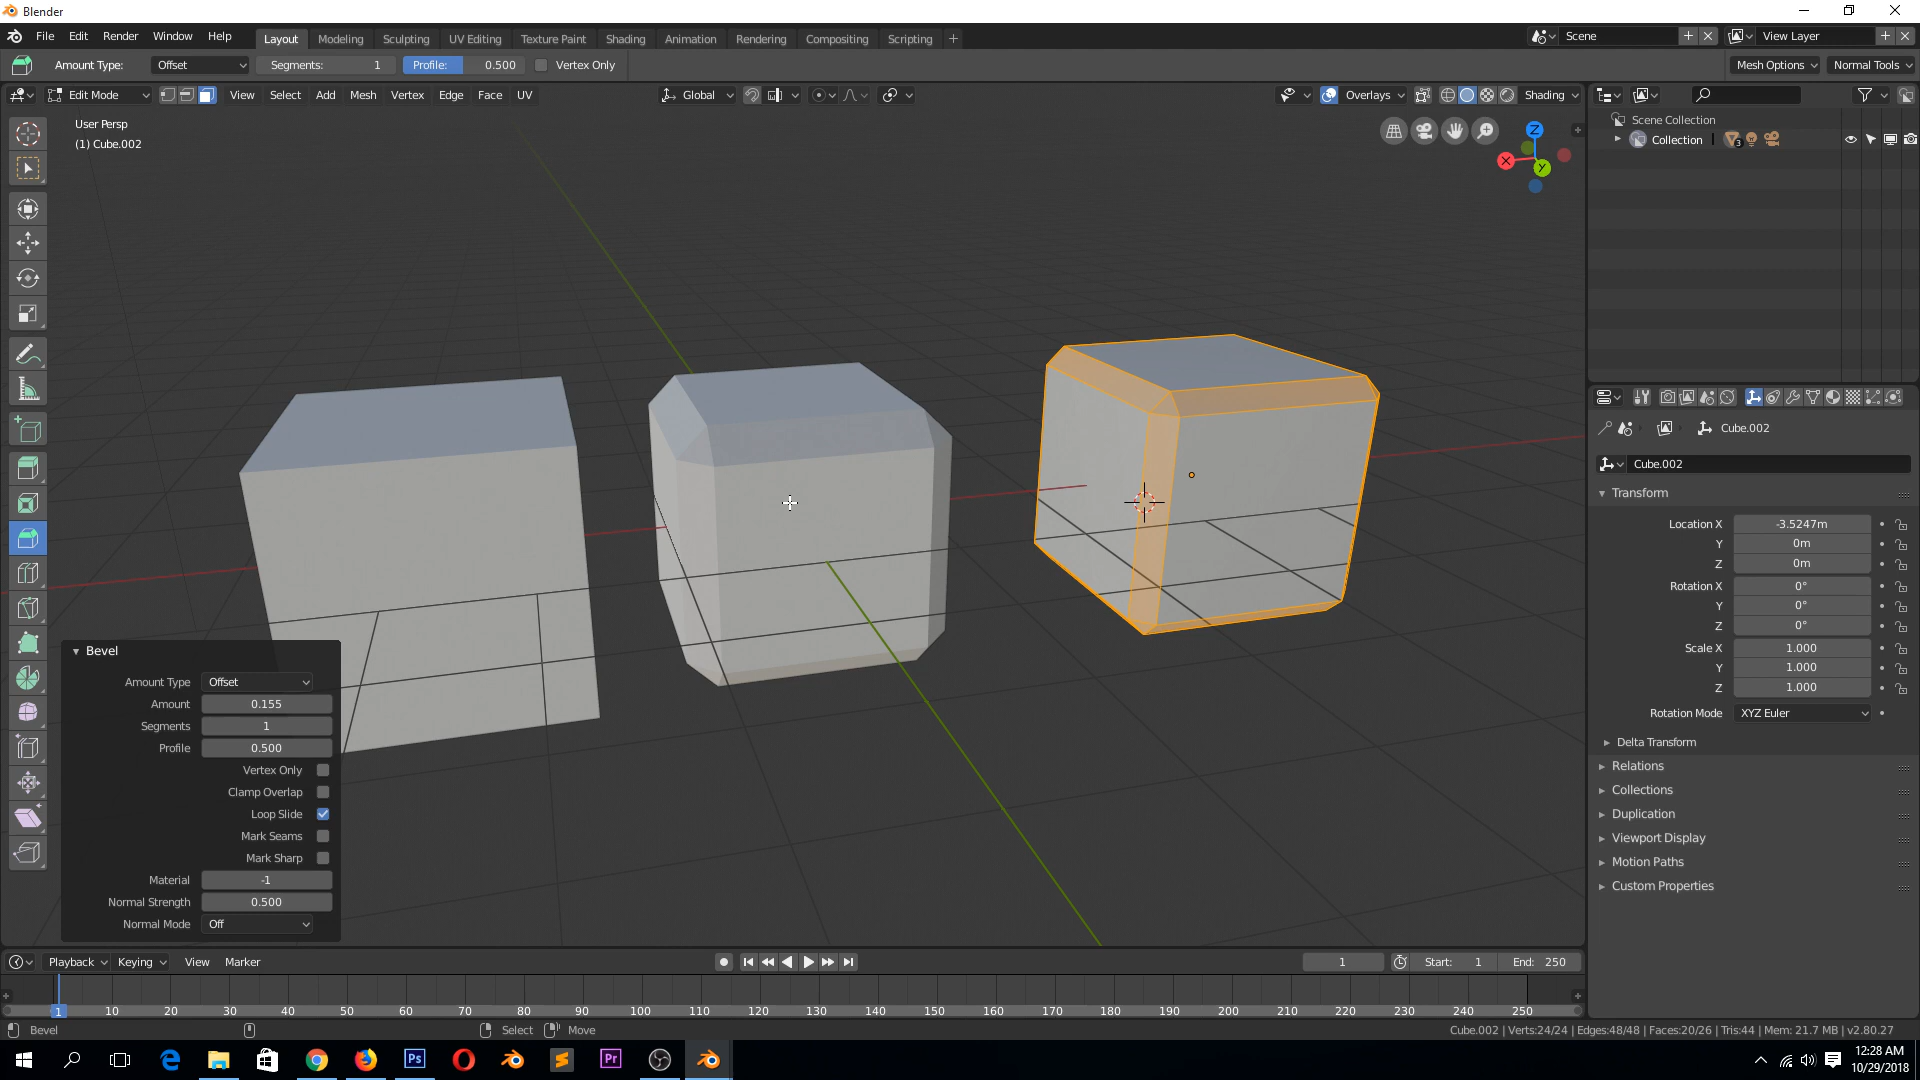 Blender
File Edit Render Window Help
Layout Modeling Sculpting UV Editing Texture Paint Shading Animation Rendering Compositing Scripting +
Scene
View Layer
Amount Type: Offset Segments: 1 Profile: 0.500 Vertex Only
Mesh Options Normal Tools
Edit Mode View Select Add Mesh Vertex Edge Face UV
Global
Overlays Shading
User Persp
(1) Cube.002
Z
X
Y
Scene Collection
Collection 3
Cube.002
Cube.002
Transform
Location X -3.5247m
Y 0m
Z 0m
Rotation X 0°
Y 0°
Z 0°
Scale X 1.000
Y 1.000
Z 1.000
Rotation Mode XYZ Euler
Delta Transform
Relations
Collections
Duplication
Viewport Display
Motion Paths
Custom Properties
Bevel
Amount Type Offset
Amount 0.155
Segments 1
Profile 0.500
Vertex Only
Clamp Overlap
Loop Slide
Mark Seams
Mark Sharp
Material -1
Normal Strength 0.500
Normal Mode Off
Playback Keying View Marker
1 Start: 1 End: 250
1 10 20 30 40 50 60 70 80 90 100 110 120 130 140 150 160 170 180 190 200 210 220 230 240 250
Bevel Select Move
Cube.002 | Verts:24/24 | Edges:48/48 | Faces:20/26 | Tris:44 | Mem: 21.7 MB | v2.80.27
Ps
Pr
12:28 AM
10/29/2018